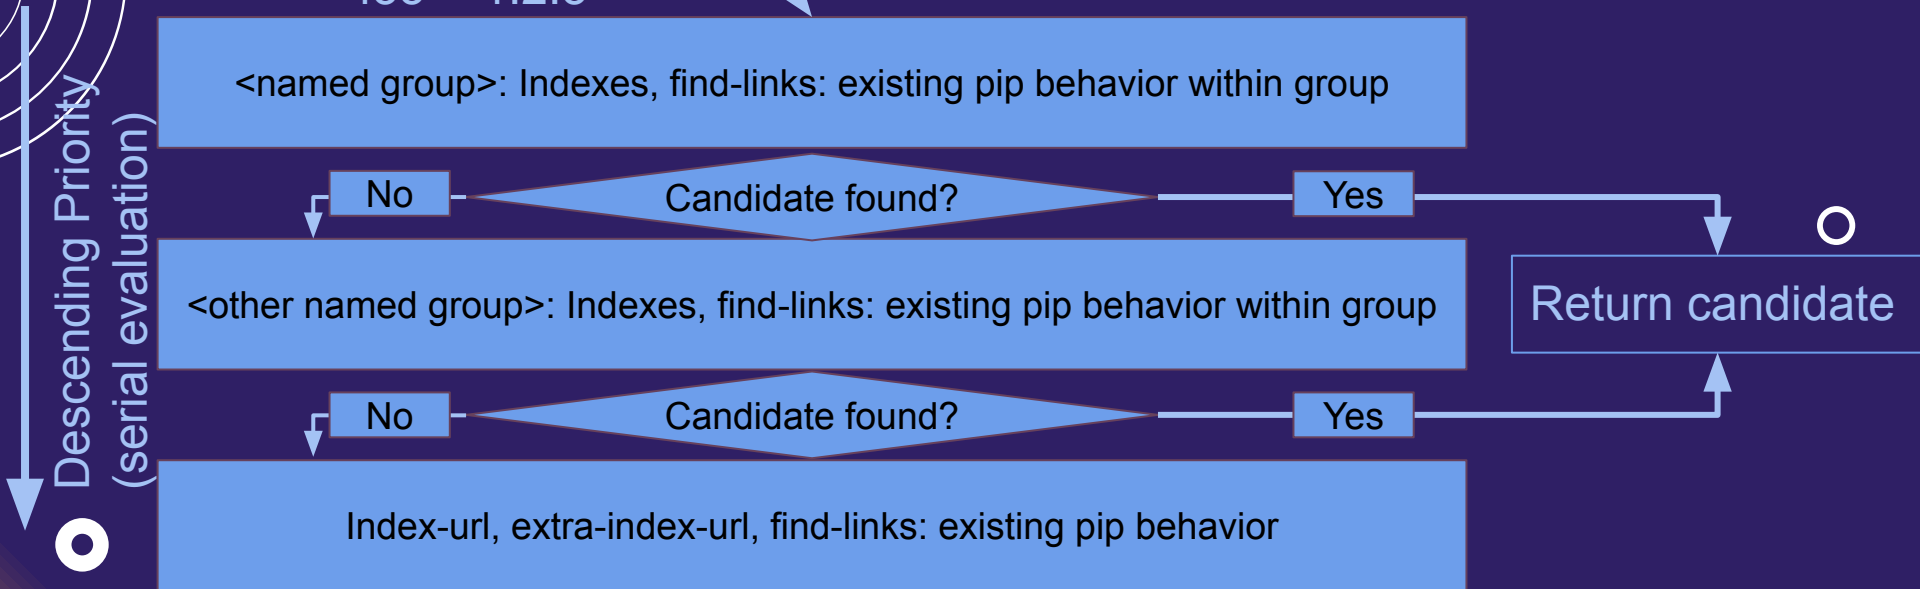 <named group>: Indexes, find-links: existing pip behavior within group
No
Candidate found?
Yes
Descending Priority
(serial evaluation)
<other named group>: Indexes, find-links: existing pip behavior within group
Return candidate
No
Candidate found?
Yes
Index-url, extra-index-url, find-links: existing pip behavior